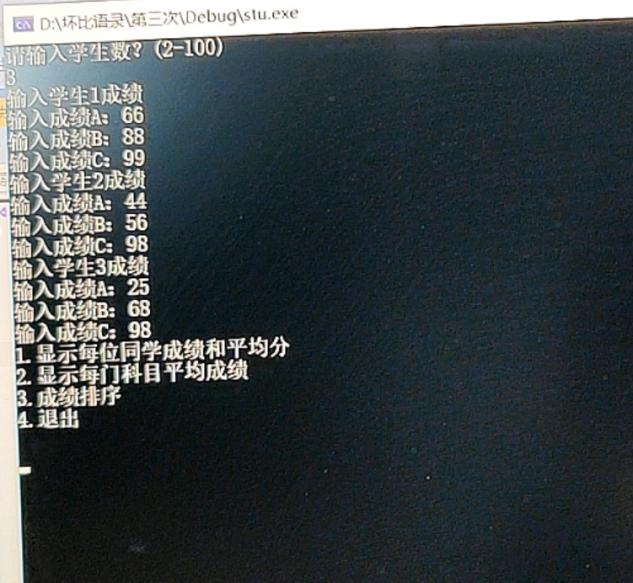 D:\坏比语录\第三次\Debug\stu.exe
请输入学生数？(2-100)
3
输入学生1成绩
输入成绩A: 66
输入成绩B: 88
输入成绩C: 99
输入学生2成绩
输入成绩A: 44
输入成绩B: 56
输入成绩C: 98
输入学生3成绩
输入成绩A: 25
输入成绩B: 68
输入成绩C: 98
1.显示每位同学成绩和平均分
2.显示每门科目平均成绩
3.成绩排序
4.退出